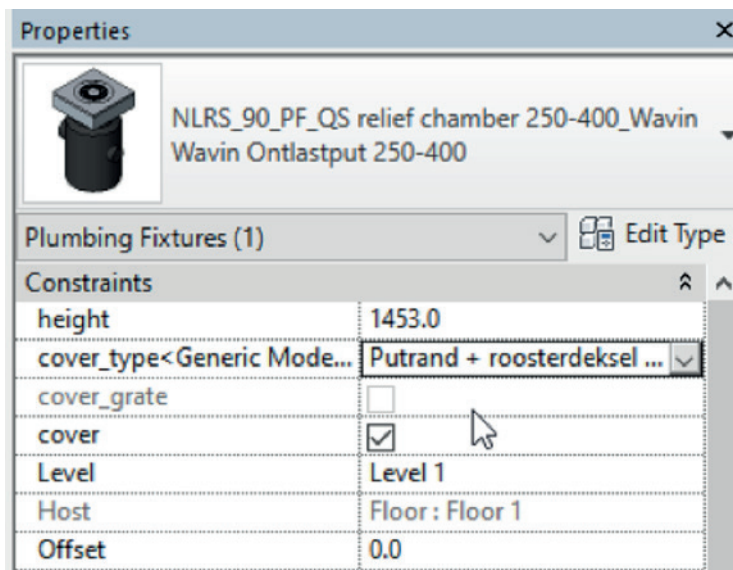 Properties
NLRS_90_PF_QS relief chamber 250-400_Wavin
Wavin Ontlastput 250-400
Plumbing Fixtures (1) Edit Type
Constraints
height 1453.0
cover_type<Generic Mode... Putrand + roosterdeksel ...
cover_grate
cover
Level Level 1
Host Floor : Floor 1
Offset 0.0